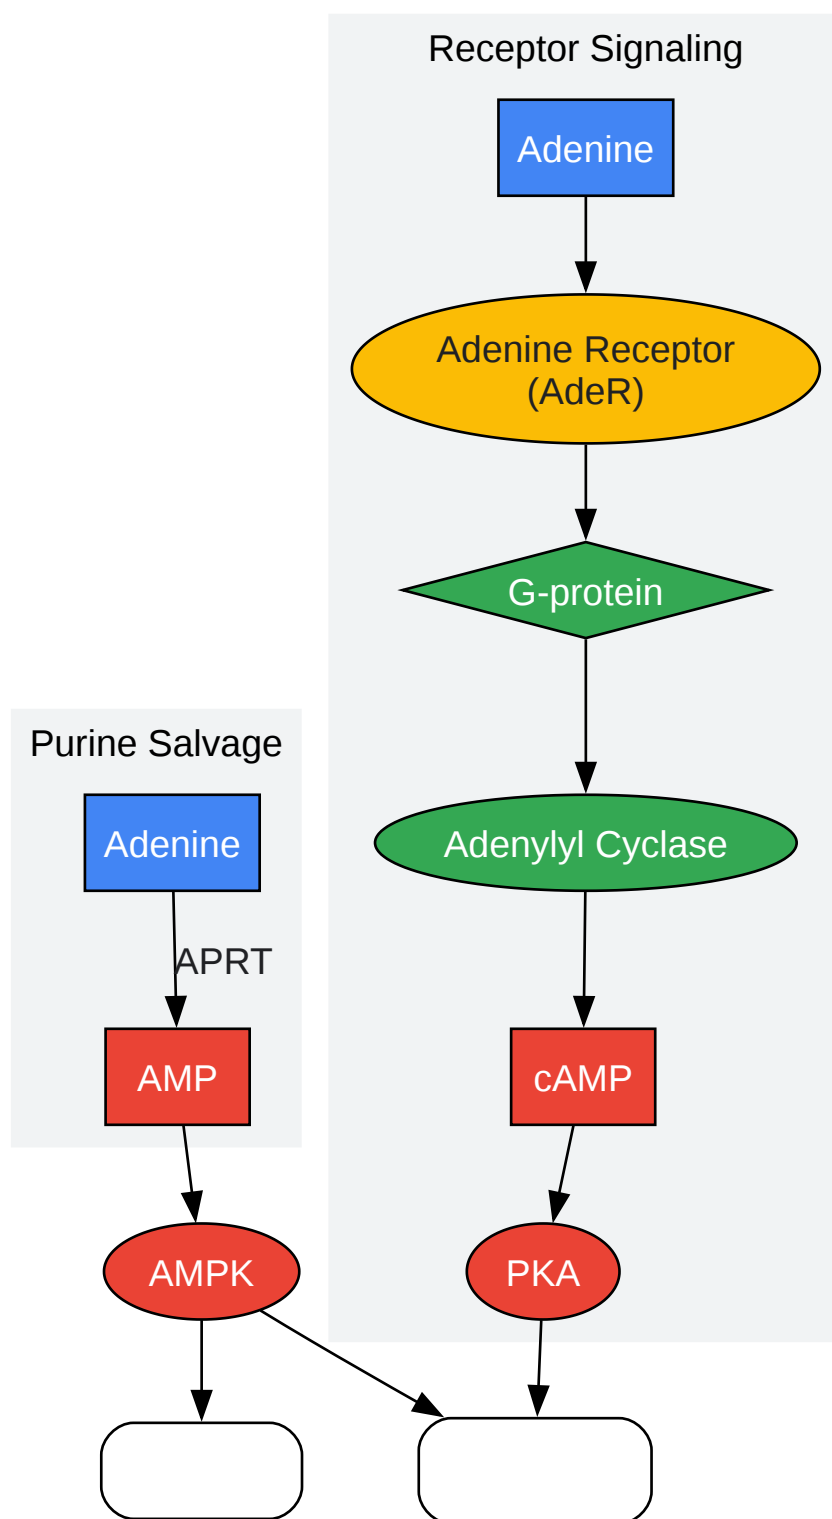 Receptor Signaling
Adenine
Adenine Receptor
(AdeR)
G-protein
Adenylyl Cyclase
cAMP
PKA
Purine Salvage
Adenine
APRT
AMP
AMPK